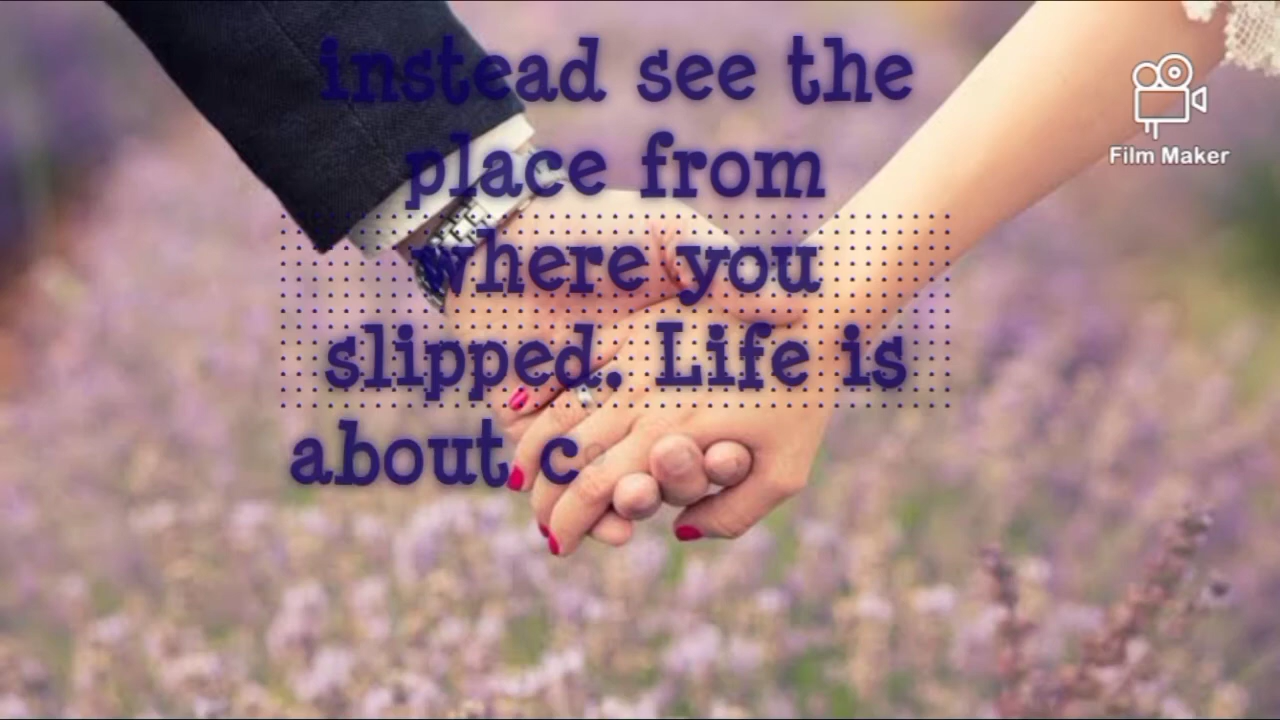 instead see the
place from
where you
slipped. Life is
about c
Film Maker